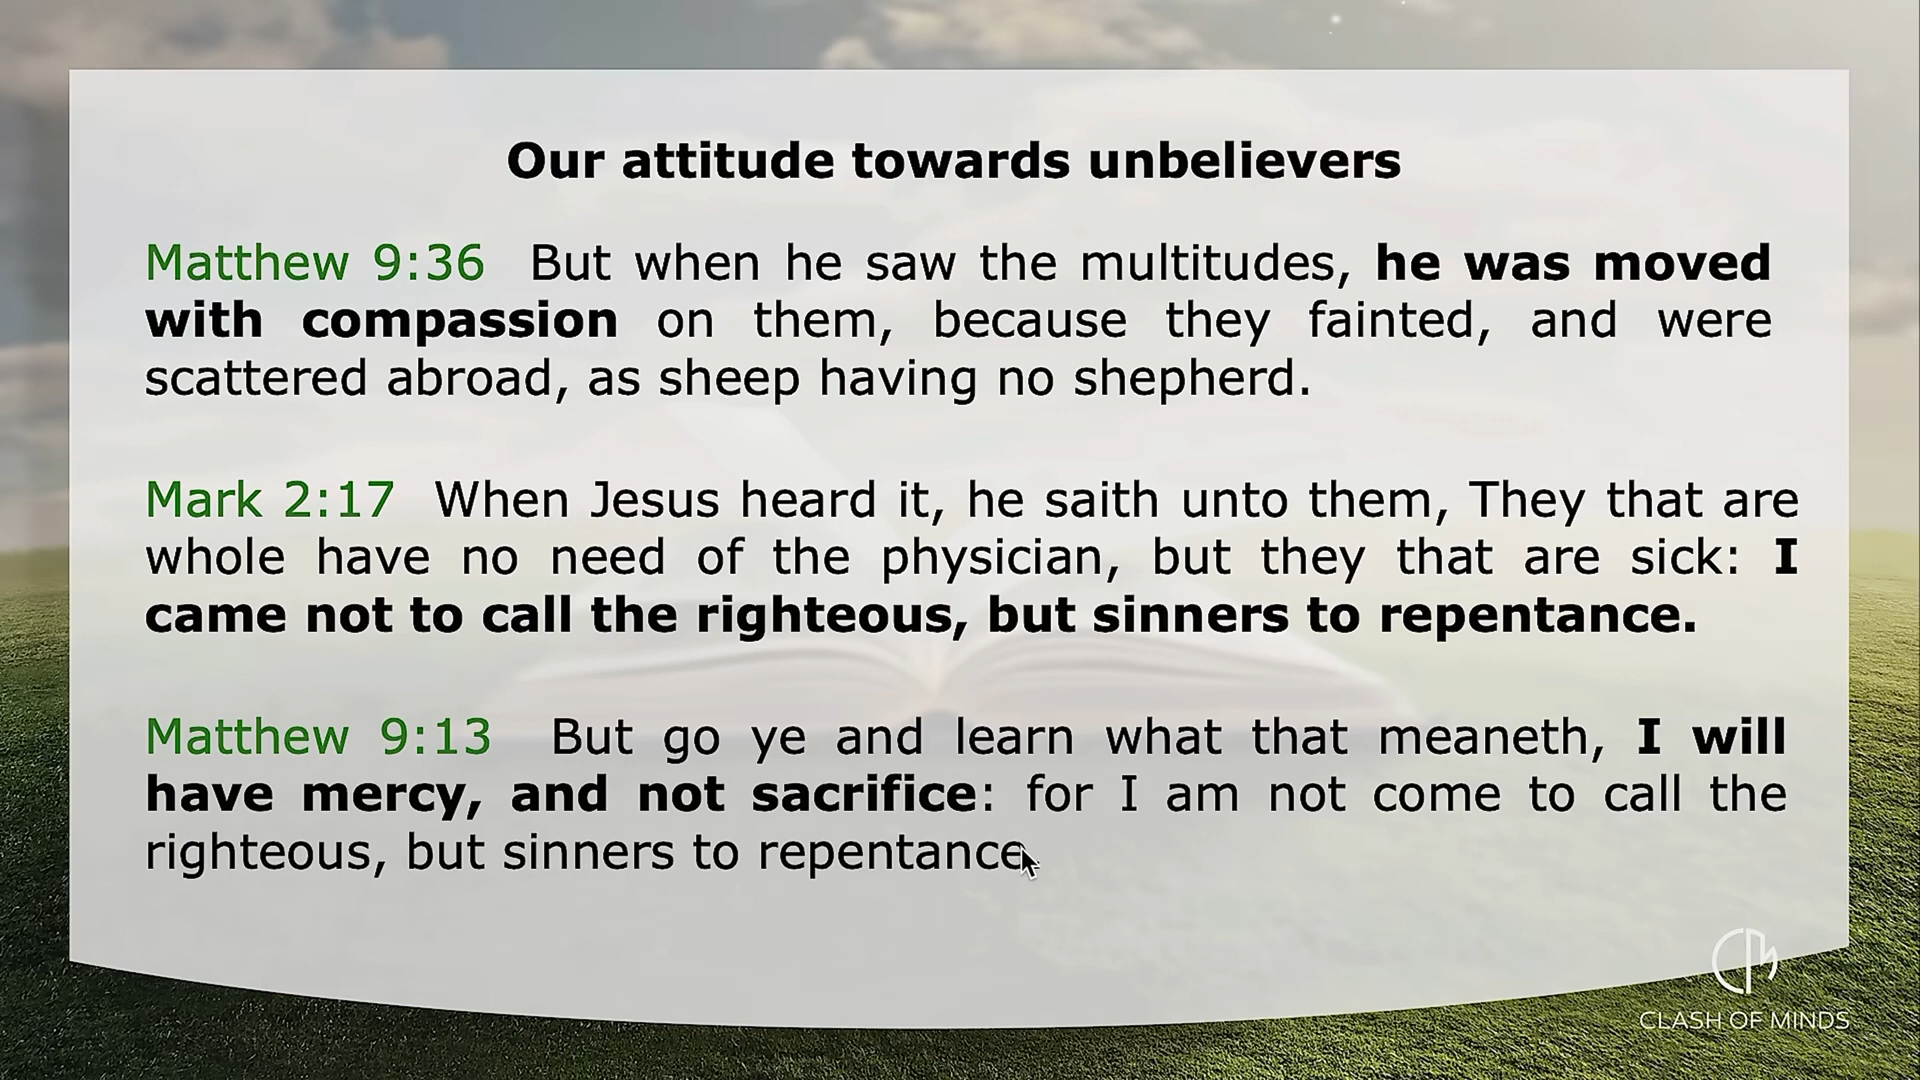 Our attitude towards unbelievers
Matthew 9:36 But when he saw the multitudes, he was moved
with compassion on them, because they fainted, and were
scattered abroad, as sheep having no shepherd.
Mark 2:17 When Jesus heard it, he saith unto them, They that are
whole have no need of the physician, but they that are sick: I
came not to call the righteous, but sinners to repentance.
Matthew 9:13 But go ye and learn what that meaneth, I will
have mercy, and not sacrifice: for I am not come to call the
righteous, but sinners to repentance
CLASH OF MINDS